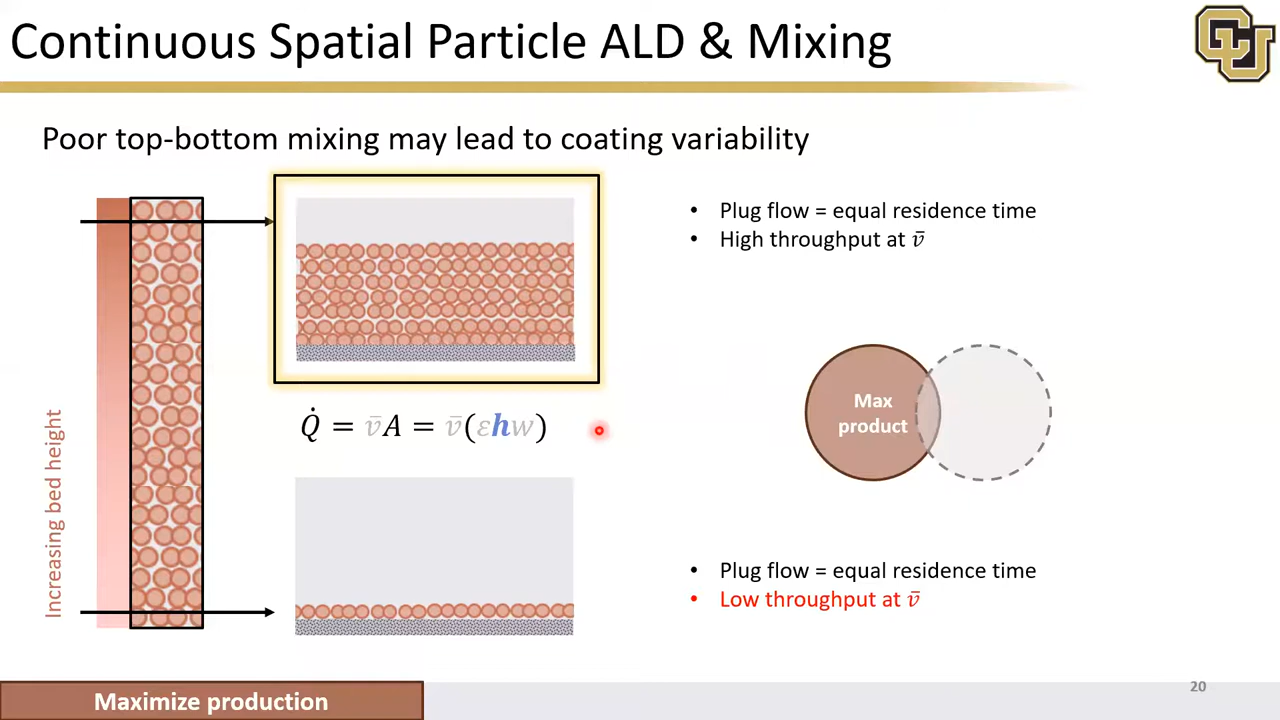 Continuous Spatial Particle ALD & Mixing
CU
Poor top-bottom mixing may lead to coating variability
• Plug flow = equal residence time
• High throughput at v̄
Increasing bed height
Q̇ = v̄A = v̄(εhw)
Max
product
• Plug flow = equal residence time
• Low throughput at v̄
Maximize production
20